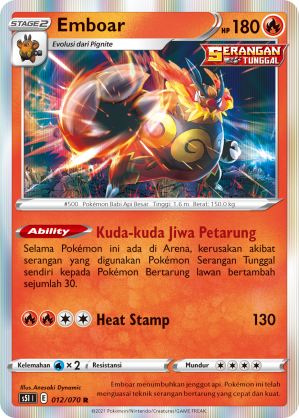 STAGE 2 Emboar HP 180
Evolusi dari Pignite
SERANGAN
TUNGGAL
#500 Pokémon Babi Api Besar Tinggi: 1.6 m Berat: 150.0 kg
Ability Kuda-kuda Jiwa Petarung
Selama Pokémon ini ada di Arena, kerusakan akibat
serangan yang digunakan Pokémon Serangan Tunggal
sendiri kepada Pokémon Bertarung lawan bertambah
sejumlah 30.
Heat Stamp 130
Kelemahan ×2 Resistansi Mundur
Illus. Anesaki Dynamic
s5I I E 012/070 R
Emboar menumbuhkan jenggot api. Pokémon ini telah
menguasai teknik serangan yang cepat dan kuat.
©2021 Pokémon/Nintendo/Creatures/GAME FREAK